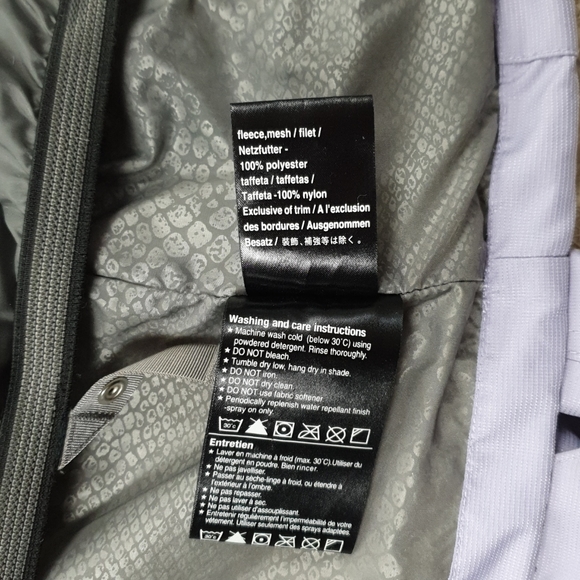 fleece,mesh / filet /
Netzfutter -
100% polyester
taffeta / taffetas /
Taffeta -100% nylon
Exclusive of trim / A l'exclusion
des bordures / Ausgenommen
Besatz / 装飾、補強等は除く。
Washing and care instructions
★ Machine wash cold (below 30°C) using
powdered detergent. Rinse thoroughly.
★ DO NOT bleach.
★ Tumble dry low, hang dry in shade.
★ DO NOT iron.
★ DO NOT dry clean.
★ DO NOT use fabric softener
★ Periodically replenish water repellant finish
-spray on only.
30°c
Entretien
★ Laver en machine à froid (max. 30°C).Utiliser du
détergent en poudre. Bien rincer.
★ Ne pas javelliser.
★ Passer au sèche-linge à froid, ou étendre à
l'extérieur à l'ombre.
★ Ne pas repasser.
★ Ne pas laver à sec.
★ Ne pas utiliser d'assouplissant.
★ Entretenir régulièrement l'imperméabilité de votre
vêtement. Utiliser seulement des sprays adaptées.
30°c